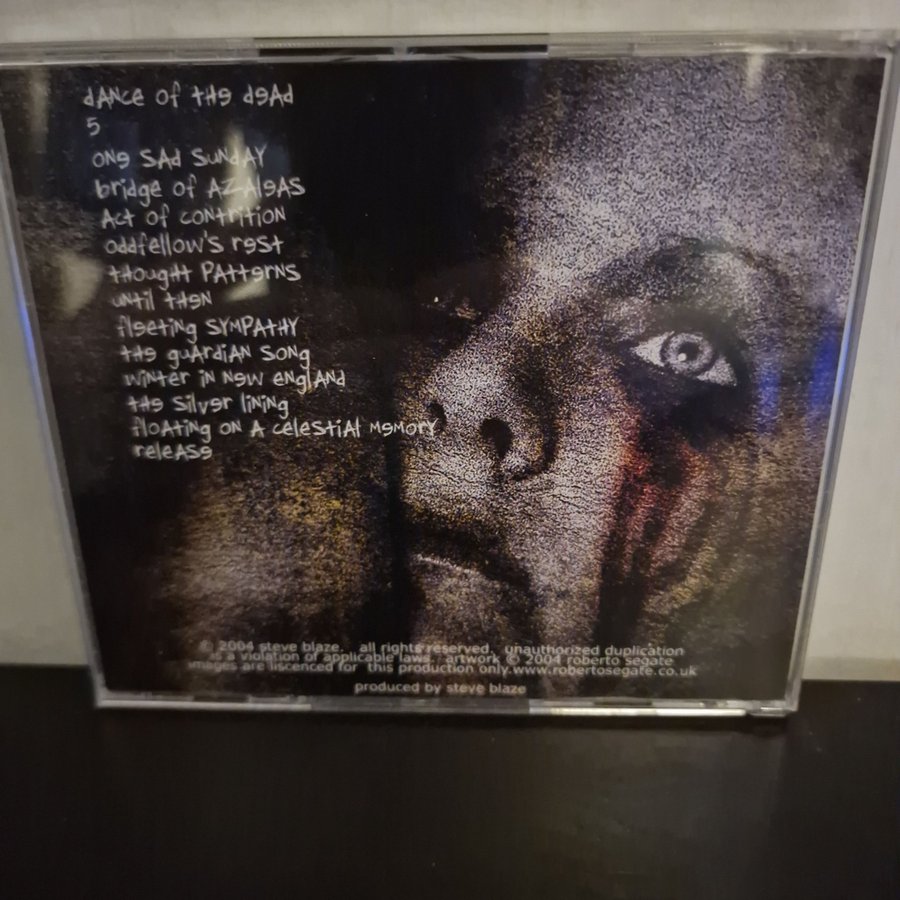 dance of the dead
5
one sad sunday
bridge of azaleas
act of contrition
oddfellow's rest
thought patterns
until then
fleeting sympathy
the guardian song
winter in new england
the silver lining
floating on a celestial memory
release
© 2004 steve blaze. all rights reserved. unauthorized duplication
is a violation of applicable laws. artwork © 2004 roberto segate
images are liscenced for this production only.www.robertosegate.co.uk
produced by steve blaze